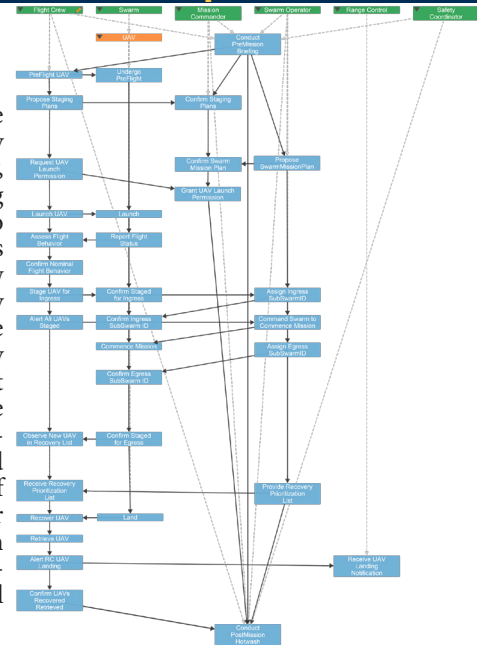 Flight Crew
Swarm
Mission
Commander
Swarm Operator
Range Control
Safety
Coordinator
UAV
Conduct
PreMission
Briefing
PreFlight UAV
Undergo
PreFlight
Propose Staging
Plans
Confirm Staging
Plans
Request UAV
Launch
Permission
Confirm Swarm
Mission Plan
Propose
SwarmMissionPlan
Grant UAV Launch
Permission
Launch UAV
Launch
Assess Flight
Behavior
Report Flight
Status
Confirm Nominal
Flight Behavior
Stage UAV for
Ingress
Confirm Staged
for Ingress
Assign Ingress
SubSwarmID
Alert All UAVs
Staged
Confirm Ingress
SubSwarm ID
Command Swarm to
Commence Mission
Commence Mission
Assign Egress
SubSwarmID
Confirm Egress
SubSwarm ID
Observe New UAV
in Recovery List
Confirm Staged
for Egress
Receive Recovery
Prioritization
List
Provide Recovery
Prioritization
List
Recover UAV
Land
Retrieve UAV
Alert RC UAV
Landing
Receive UAV
Landing
Notification
Confirm UAVs
Recovered
Retrieved
Conduct
PostMission
Hotwash